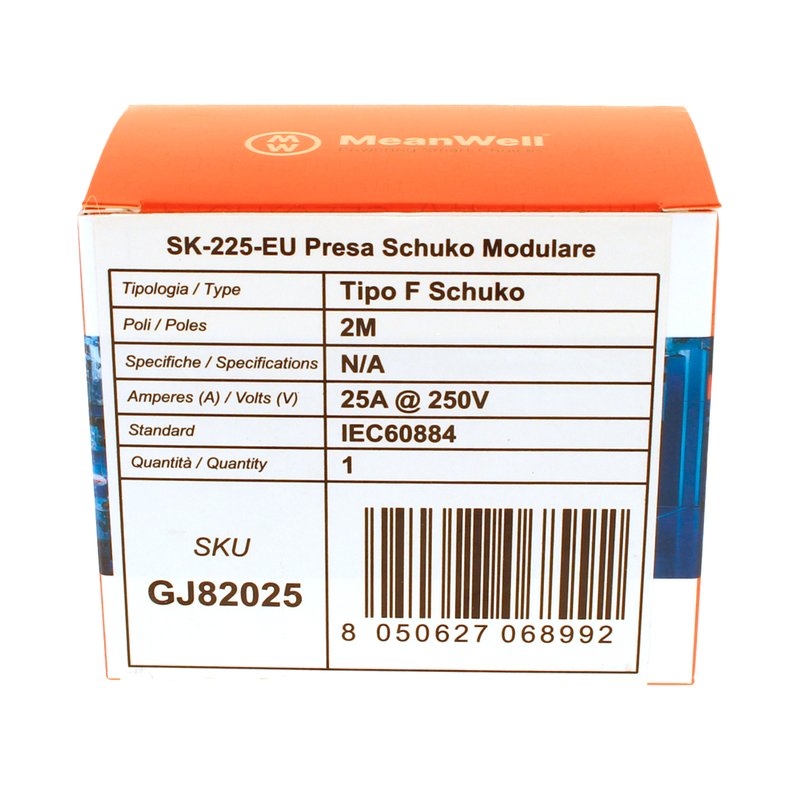 MW
MeanWell
SK-225-EU Presa Schuko Modulare
Tipologia / Type Tipo F Schuko
Poli / Poles 2M
Specifiche / Specifications N/A
Amperes (A) / Volts (V) 25A @ 250V
Standard IEC60884
Quantità / Quantity 1
SKU
GJ82025
8 050627 068992